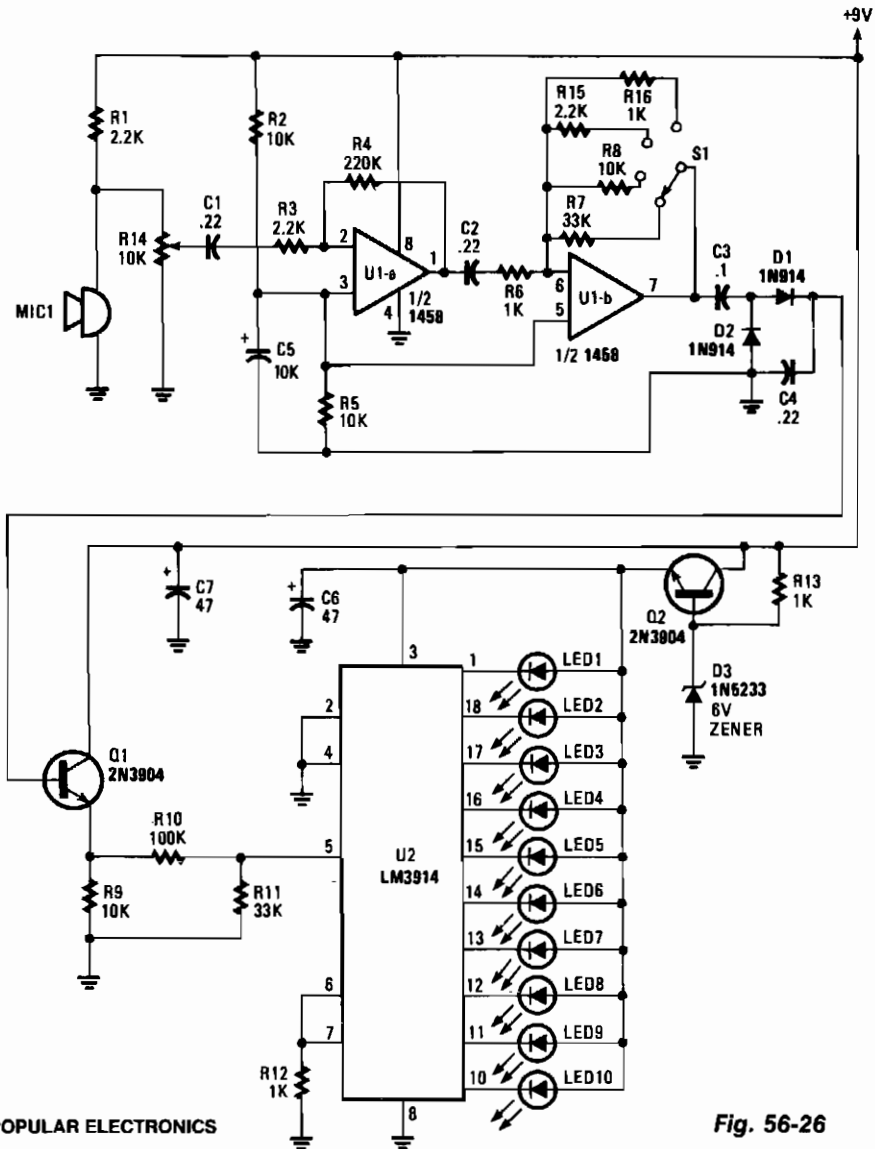 +9V
R1
2.2K
R2
10K
R4
220K
R15
2.2K
R16
1K
R8
10K
S1
R7
33K
R14
10K
C1
.22
R3
2.2K
2
3
8
1
4
U1-a
1/2
1458
C2
.22
R6
1K
6
5
7
U1-b
1/2 1458
C3
.1
D1
1N914
D2
1N914
C4
.22
MIC1
+
C5
10K
R5
10K
+
C7
47
+
C6
47
Q2
2N3904
R13
1K
D3
1N5233
6V
ZENER
Q1
2N3904
R10
100K
R9
10K
R11
33K
R12
1K
3
2
4
5
6
7
8
U2
LM3914
1
LED1
18
LED2
17
LED3
16
LED4
15
LED5
14
LED6
13
LED7
12
LED8
11
LED9
10
LED10
OPULAR ELECTRONICS
Fig. 56-26